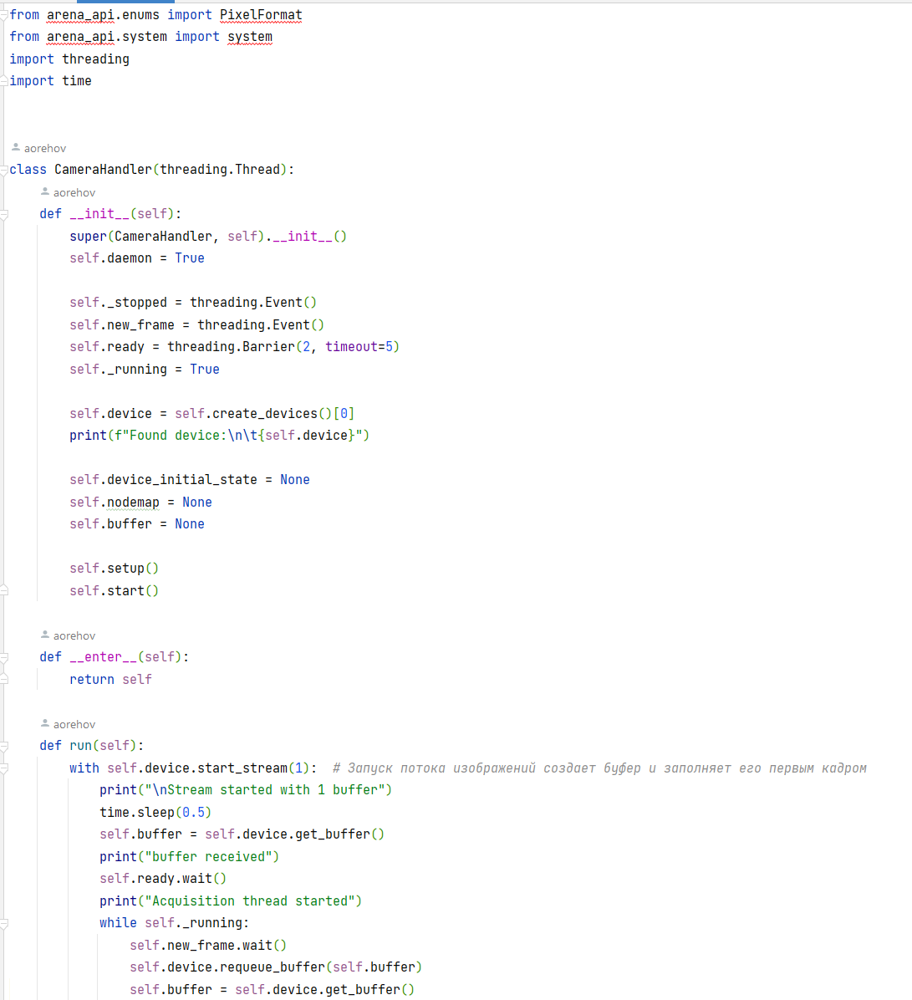 from arena_api.enums import PixelFormat
from arena_api.system import system
import threading
import time
aorehov
class CameraHandler(threading.Thread):
aorehov
def __init__(self):
super(CameraHandler, self).__init__()
self.daemon = True
self._stopped = threading.Event()
self.new_frame = threading.Event()
self.ready = threading.Barrier(2, timeout=5)
self._running = True
self.device = self.create_devices()[0]
print(f"Found device:\n\t{self.device}")
self.device_initial_state = None
self.nodemap = None
self.buffer = None
self.setup()
self.start()
aorehov
def __enter__(self):
return self
aorehov
def run(self):
with self.device.start_stream(1):  # Запуск потока изображений создает буфер и заполняет его первым кадром
print("\nStream started with 1 buffer")
time.sleep(0.5)
self.buffer = self.device.get_buffer()
print("buffer received")
self.ready.wait()
print("Acquisition thread started")
while self._running:
self.new_frame.wait()
self.device.requeue_buffer(self.buffer)
self.buffer = self.device.get_buffer()